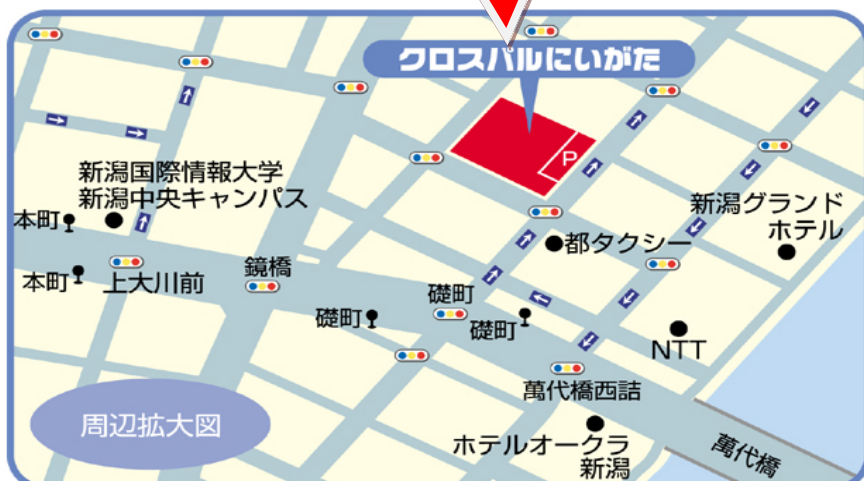 クロスパルにいがた
P
新潟国際情報大学
新潟中央キャンパス
新潟グランド
ホテル
本町
都タクシー
本町
上大川前
鏡橋
礎町
礎町
礎町
NTT
萬代橋西詰
周辺拡大図
ホテルオークラ
新潟
萬代橋